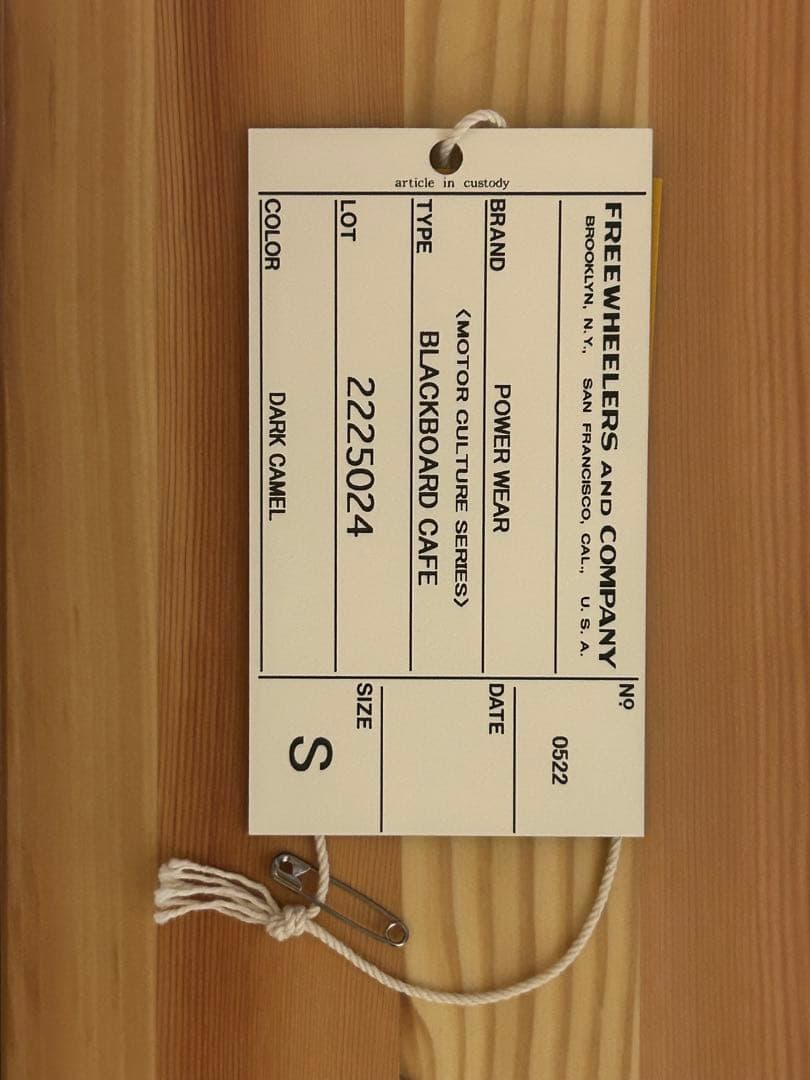 article in custody
FREEWHEELERS AND COMPANY
BROOKLYN, N.Y., SAN FRANCISCO, CAL., U. S. A.
Nº
0522
BRAND
POWER WEAR
DATE
<MOTOR CULTURE SERIES>
TYPE
BLACKBOARD CAFE
LOT
2225024
SIZE
S
COLOR
DARK CAMEL